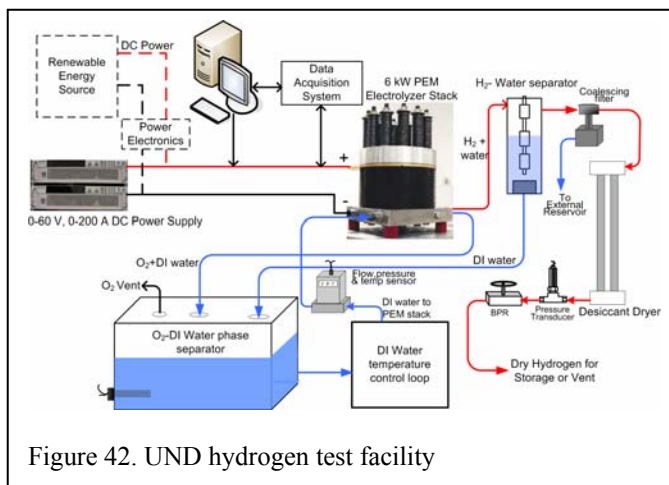 DC Power
Renewable
Energy
Source
Power
Electronics
Data
Acquisition
System
6 kW PEM
Electrolyzer Stack
H2- Water separator
Coalescing
filter
H2 +
water
+
-
To
External
Reservoir
0-60 V, 0-200 A DC Power Supply
O2+DI water
DI water
O2 Vent
Flow,pressure
& temp sensor
DI water to
PEM stack
O2-DI Water phase
separator
DI Water
temperature
control loop
BPR
Pressure
Transducer
Desiccant Dryer
Dry Hydrogen for
Storage or Vent
Figure 42. UND hydrogen test facility